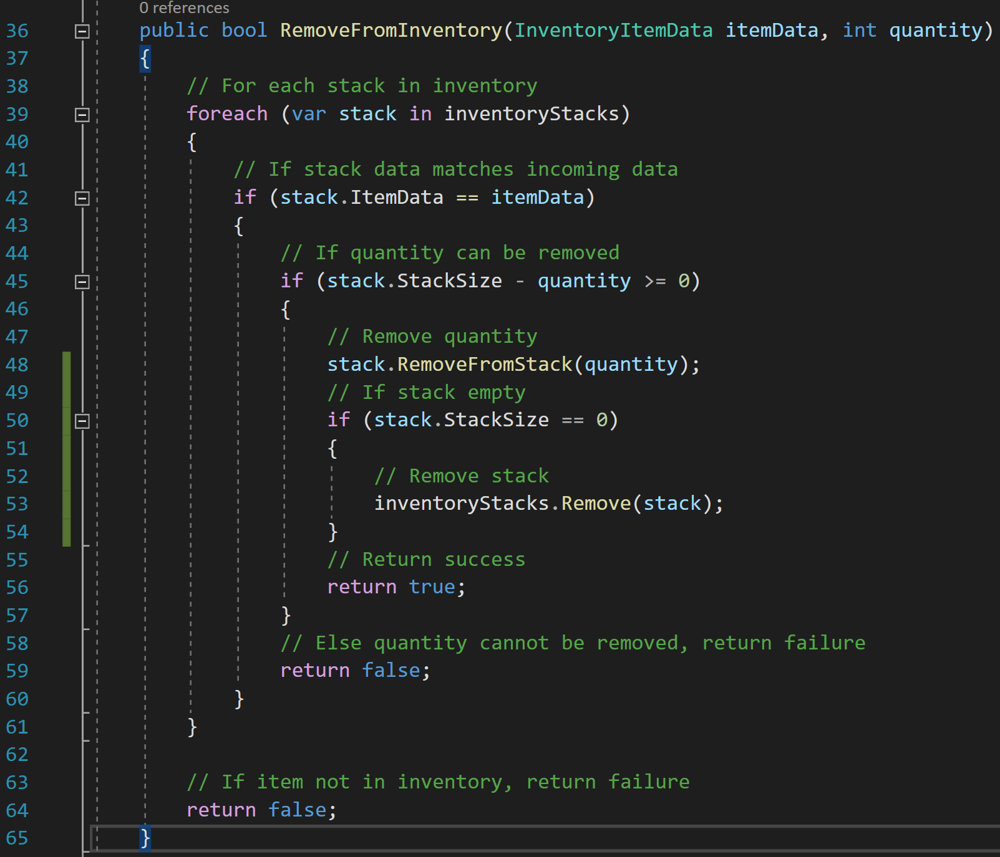 0 references
36 public bool RemoveFromInventory(InventoryItemData itemData, int quantity)
37 {
38 // For each stack in inventory
39 foreach (var stack in inventoryStacks)
40 {
41 // If stack data matches incoming data
42 if (stack.ItemData == itemData)
43 {
44 // If quantity can be removed
45 if (stack.StackSize - quantity >= 0)
46 {
47 // Remove quantity
48 stack.RemoveFromStack(quantity);
49 // If stack empty
50 if (stack.StackSize == 0)
51 {
52 // Remove stack
53 inventoryStacks.Remove(stack);
54 }
55 // Return success
56 return true;
57 }
58 // Else quantity cannot be removed, return failure
59 return false;
60 }
61 }
62
63 // If item not in inventory, return failure
64 return false;
65 }